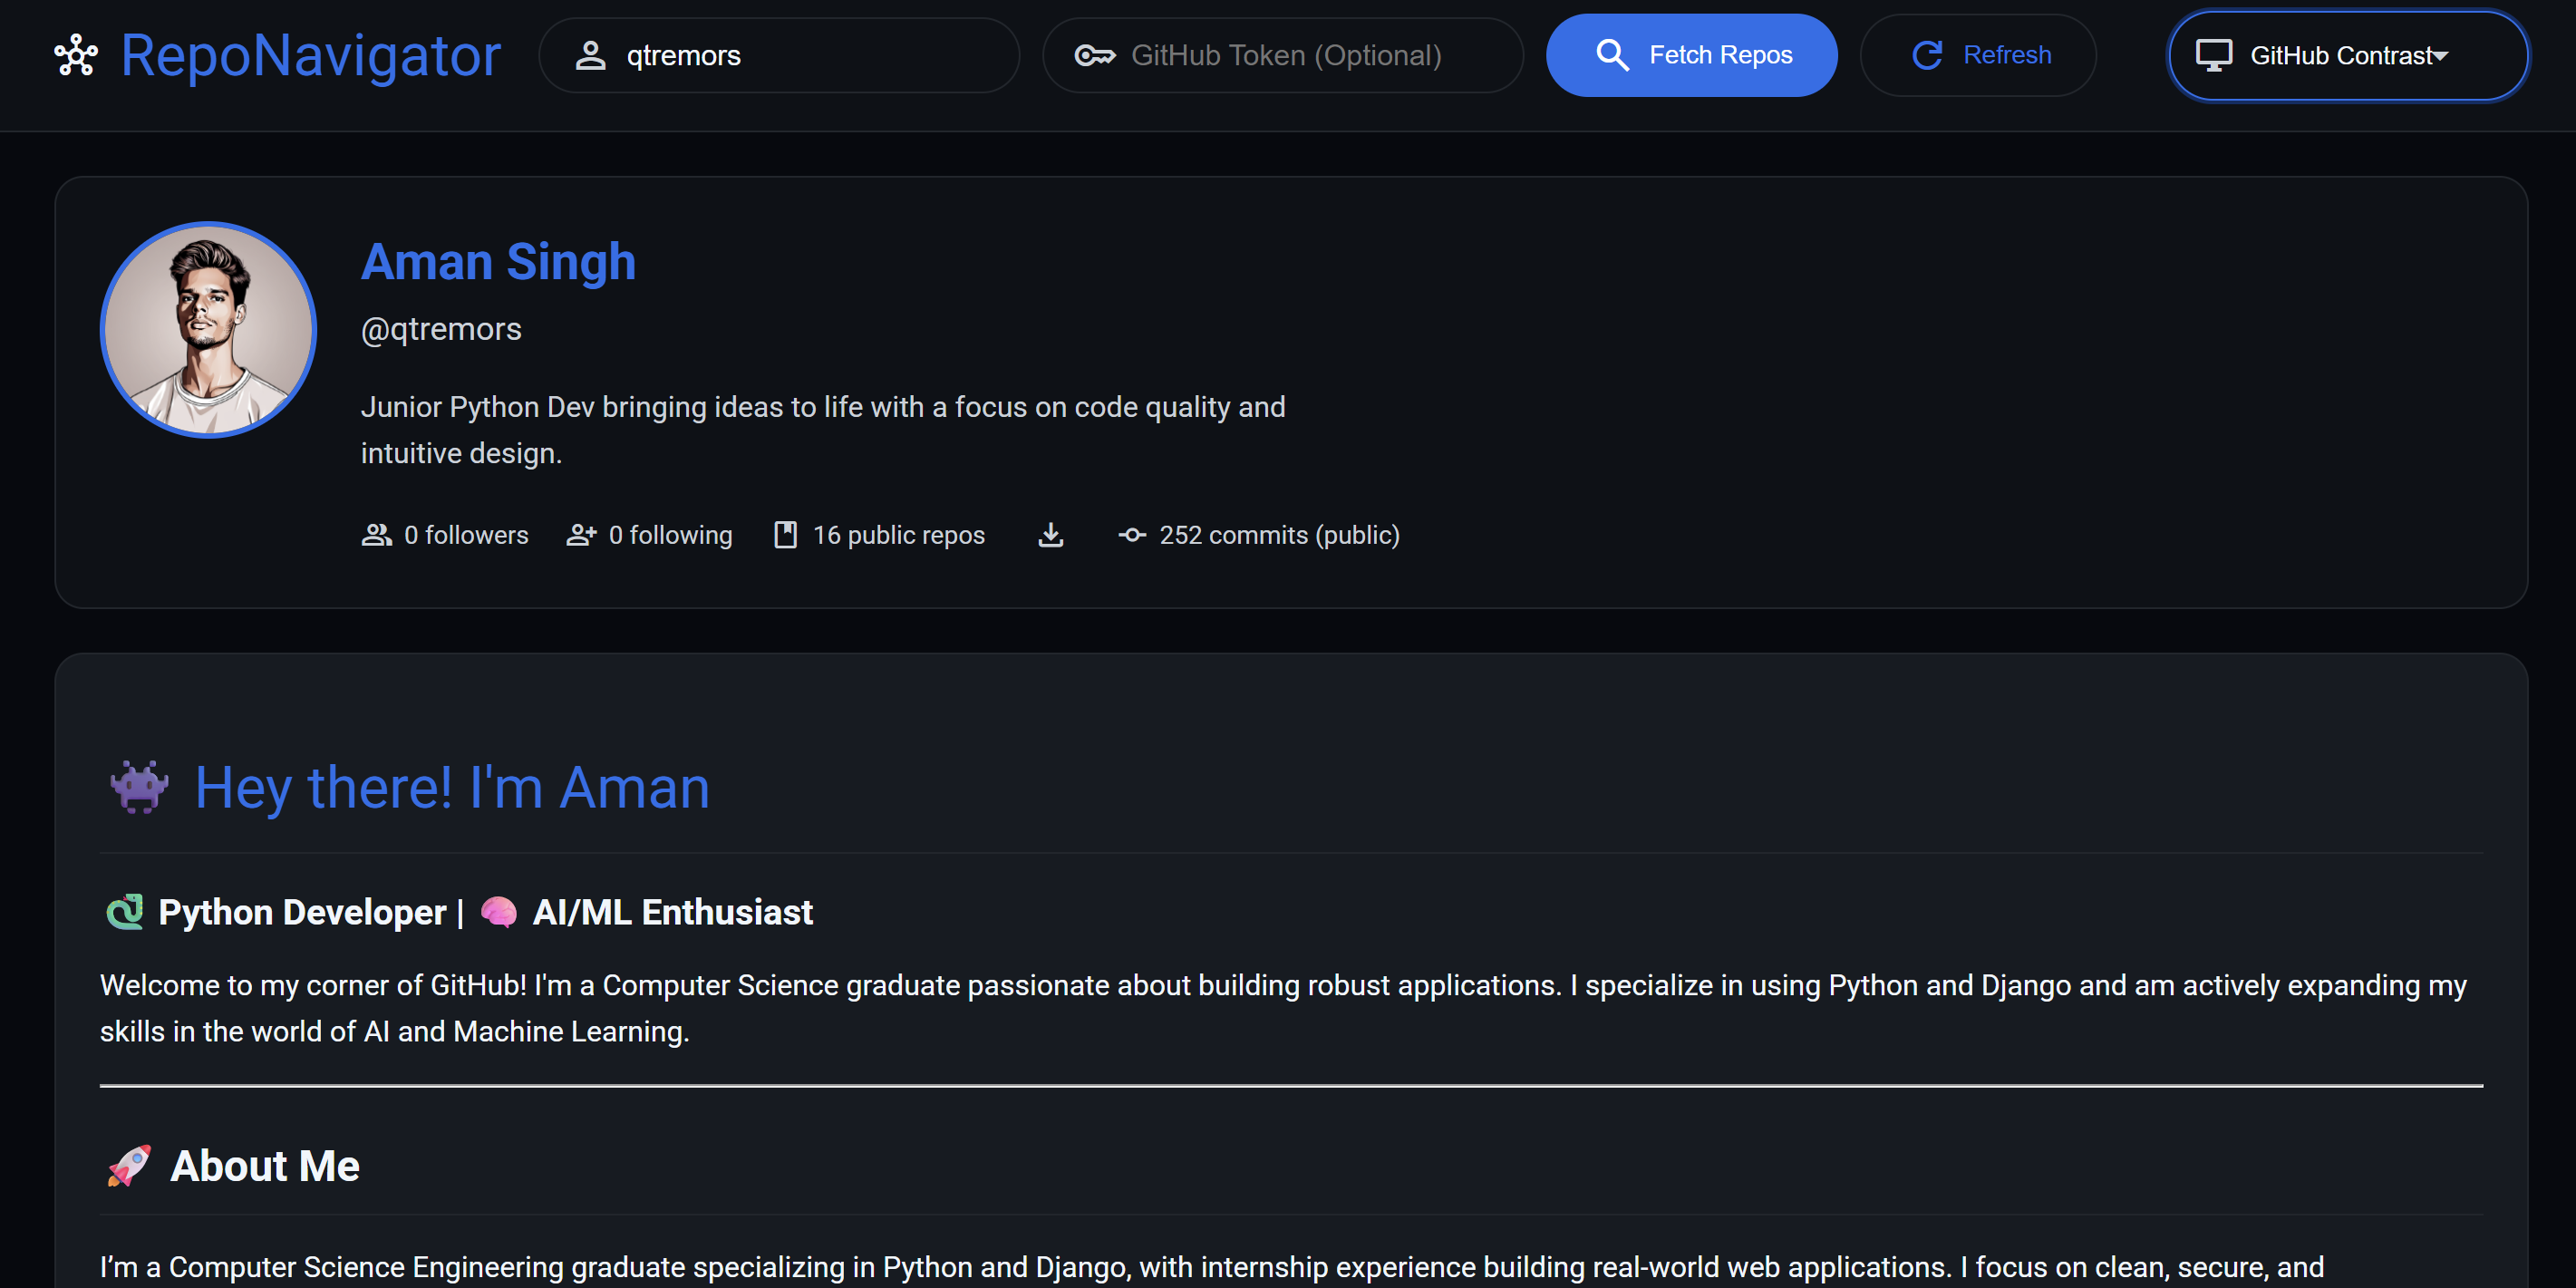 RepoNavigator
qtremors
GitHub Token (Optional)
Fetch Repos
Refresh
GitHub Contrast
Aman Singh
@qtremors
Junior Python Dev bringing ideas to life with a focus on code quality and
intuitive design.
0 followers
0 following
16 public repos
252 commits (public)
Hey there! I'm Aman
Python Developer | AI/ML Enthusiast
Welcome to my corner of GitHub! I'm a Computer Science graduate passionate about building robust applications. I specialize in using Python and Django and am actively expanding my
skills in the world of AI and Machine Learning.
About Me
I’m a Computer Science Engineering graduate specializing in Python and Django, with internship experience building real-world web applications. I focus on clean, secure, and